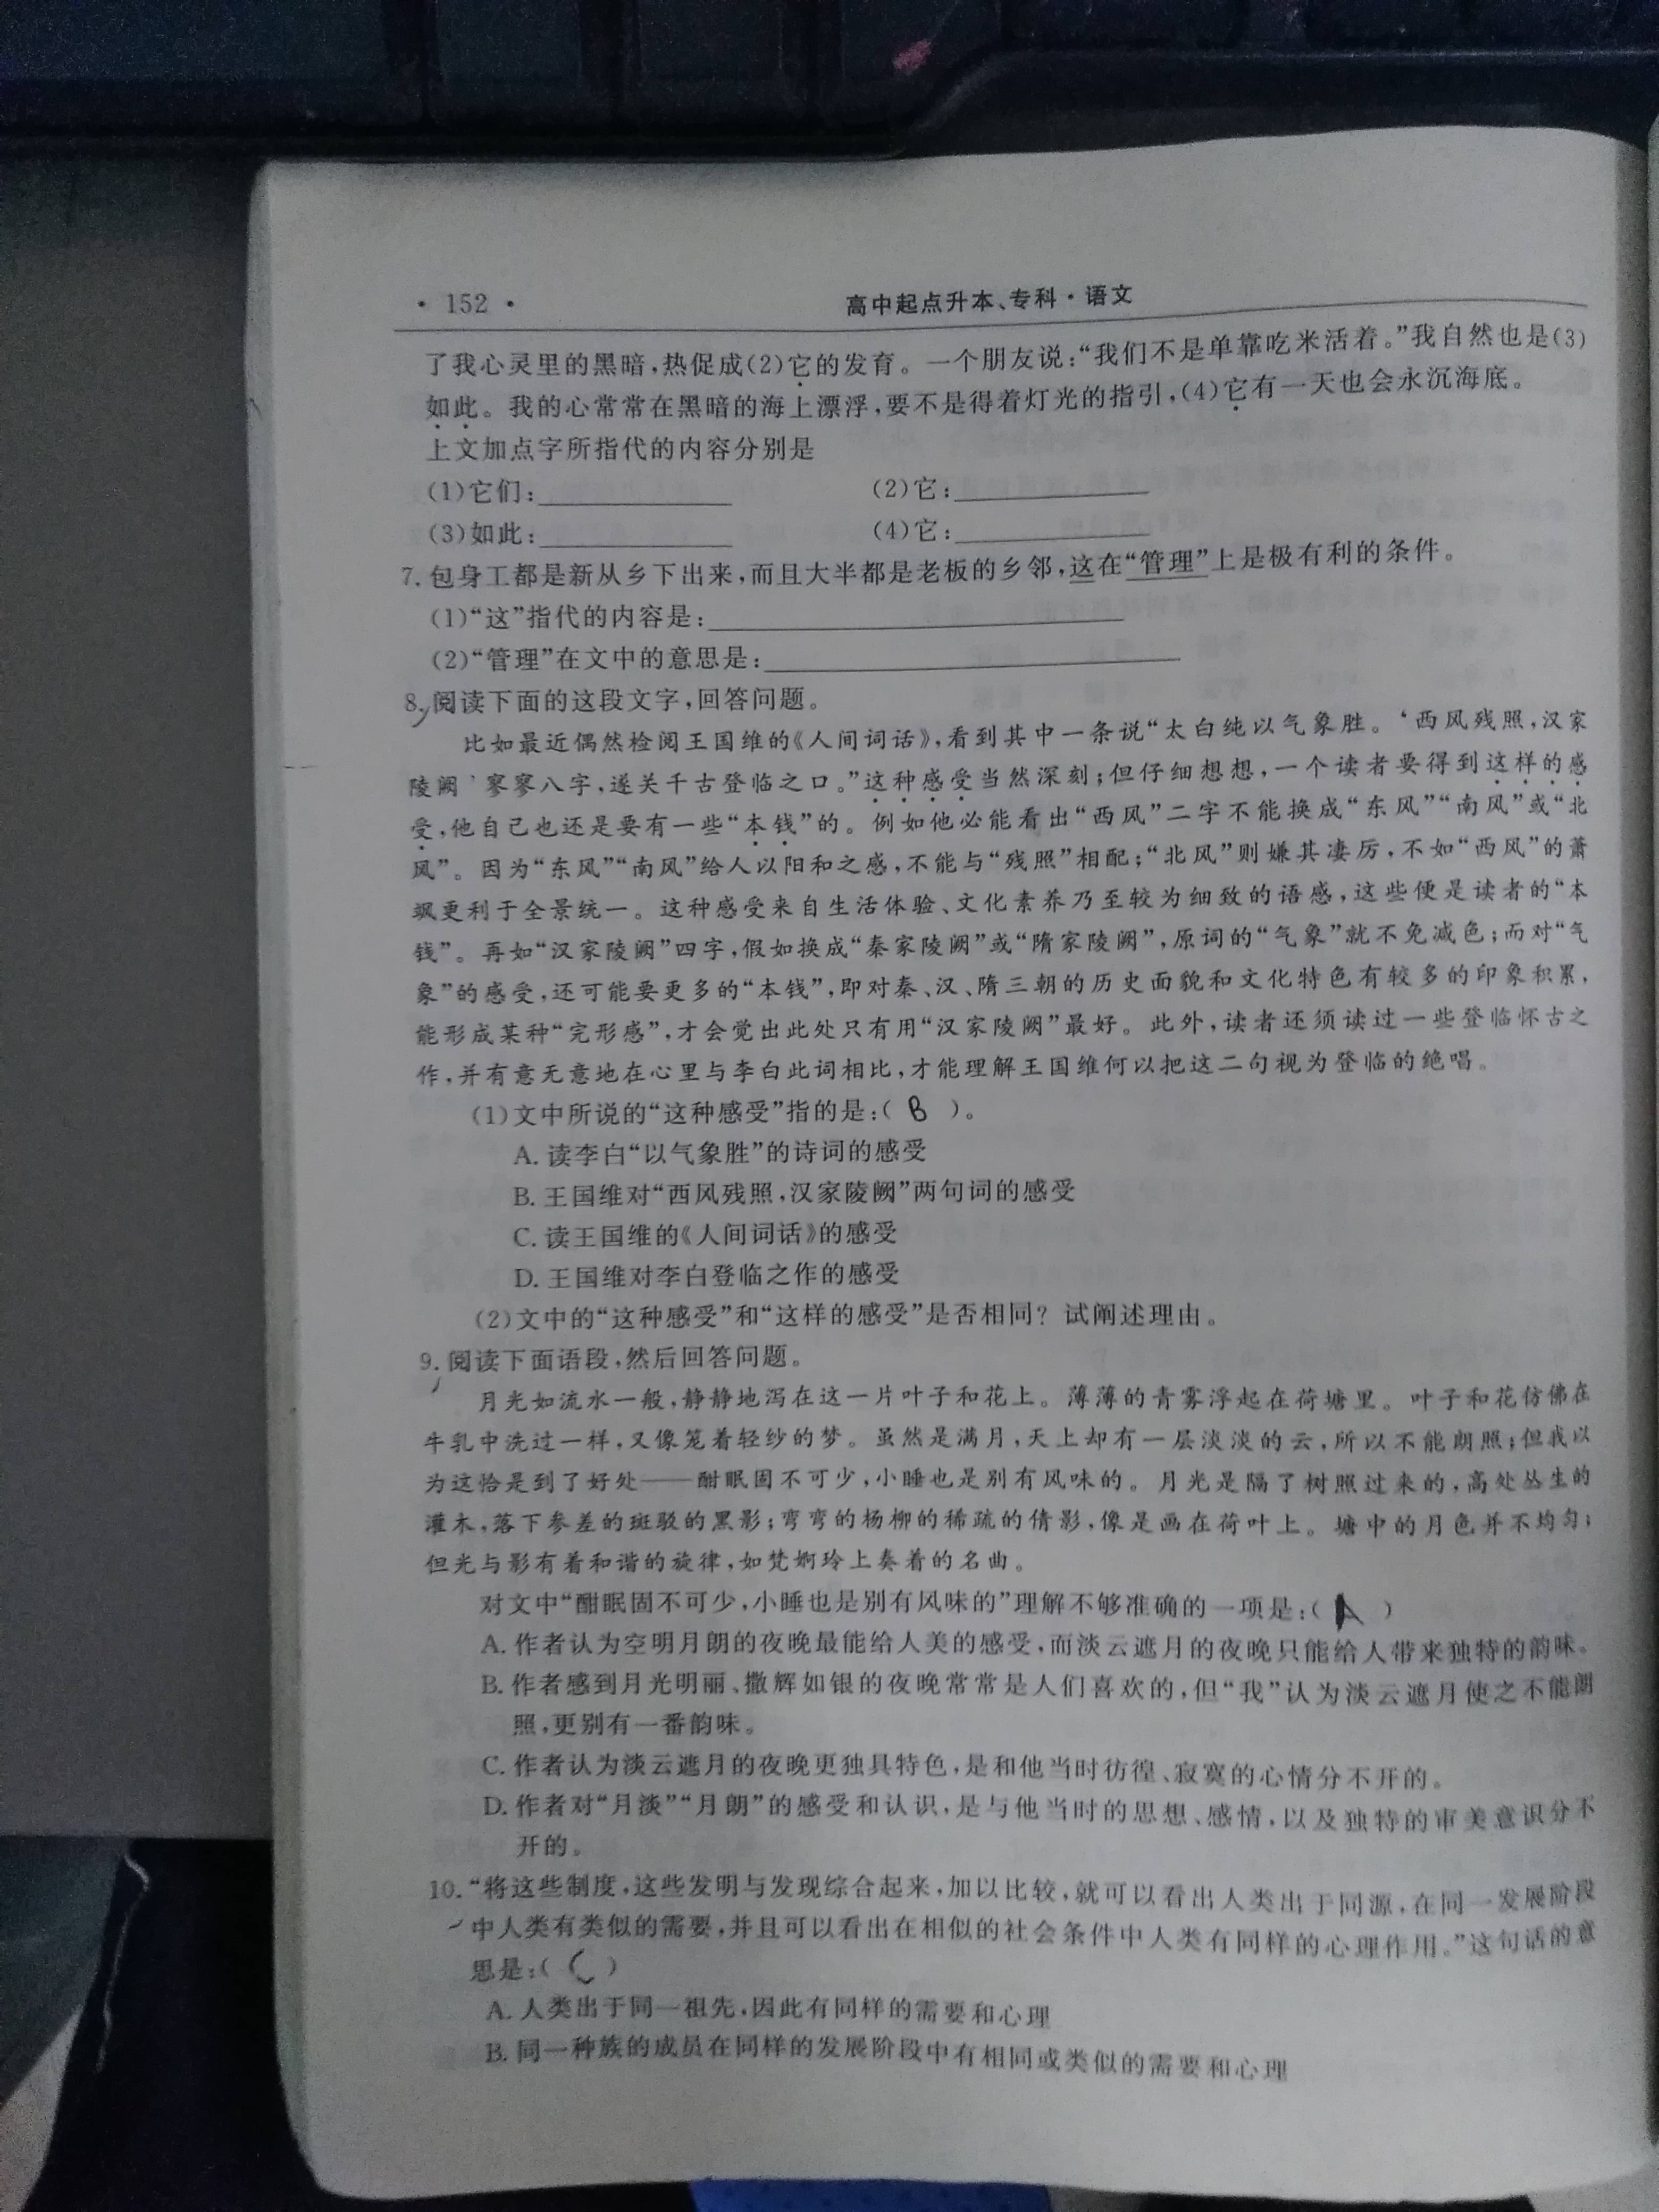 · 152 ·
高中起点升本、专科·语文
了我心灵里的黑暗,热促成(2)它的发育。一个朋友说:“我们不是单靠吃米活着。”我自然也是(3)
如此。我的心常常在黑暗的海上漂浮,要不是得着灯光的指引,(4)它有一天也会永沉海底。
上文加点字所指代的内容分别是
(1)它们:____________ (2)它:____________
(3)如此:____________ (4)它:____________
7. 包身工都是新从乡下出来,而且大半都是老板的乡邻,这在“管理”上是极有利的条件。
(1)“这”指代的内容是:____________
(2)“管理”在文中的意思是:____________
8. 阅读下面的这段文字,回答问题。
比如最近偶然检阅王国维的《人间词话》,看到其中一条说“太白纯以气象胜。‘西风残照,汉家
陵阙’寥寥八字,遂关千古登临之口。”这种感受当然深刻;但仔细想想,一个读者要得到这样的感
受,他自己也还是要有一些“本钱”的。例如他必能看出“西风”二字不能换成“东风”“南风”或“北
风”。因为“东风”“南风”给人以阳和之感,不能与“残照”相配;“北风”则嫌其凄厉,不如“西风”的萧
飒更利于全景统一。这种感受来自生活体验、文化素养乃至较为细致的语感,这些便是读者的“本
钱”。再如“汉家陵阙”四字,假如换成“秦家陵阙”或“隋家陵阙”,原词的“气象”就不免减色;而对“气
象”的感受,还可能要更多的“本钱”,即对秦、汉、隋三朝的历史面貌和文化特色有较多的印象积累,
能形成某种“完形感”,才会觉出此处只有用“汉家陵阙”最好。此外,读者还须读过一些登临怀古之
作,并有意无意地在心里与李白此词相比,才能理解王国维何以把这二句视为登临的绝唱。
(1)文中所说的“这种感受”指的是:( B )。
A. 读李白“以气象胜”的诗词的感受
B. 王国维对“西风残照,汉家陵阙”两句词的感受
C. 读王国维的《人间词话》的感受
D. 王国维对李白登临之作的感受
(2)文中的“这种感受”和“这样的感受”是否相同?试阐述理由。
9. 阅读下面语段,然后回答问题。
月光如流水一般,静静地泻在这一片叶子和花上。薄薄的青雾浮起在荷塘里。叶子和花仿佛在
牛乳中洗过一样,又像笼着轻纱的梦。虽然是满月,天上却有一层淡淡的云,所以不能朗照;但我以
为这恰是到了好处——酣眠固不可少,小睡也是别有风味的。月光是隔了树照过来的,高处丛生的
灌木,落下参差的斑驳的黑影;弯弯的杨柳的稀疏的倩影,像是画在荷叶上。塘中的月色并不均匀;
但光与影有着和谐的旋律,如梵婀玲上奏着的名曲。
对文中“酣眠固不可少,小睡也是别有风味的”理解不够准确的一项是:( A )
A. 作者认为空明月朗的夜晚最能给人美的感受,而淡云遮月的夜晚只能给人带来独特的韵味。
B. 作者感到月光明丽、撒辉如银的夜晚常常是人们喜欢的,但“我”认为淡云遮月使之不能朗
照,更别有一番韵味。
C. 作者认为淡云遮月的夜晚更独具特色,是和他当时彷徨、寂寞的心情分不开的。
D. 作者对“月淡”“月朗”的感受和认识,是与他当时的思想、感情,以及独特的审美意识分不
开的。
10. “将这些制度,这些发明与发现综合起来,加以比较,就可以看出人类出于同源,在同一发展阶段
中人类有类似的需要,并且可以看出在相似的社会条件中人类有同样的心理作用。”这句话的意
思是:( C )
A. 人类出于同一祖先,因此有同样的需要和心理
B. 同一种族的成员在同样的发展阶段中有相同或类似的需要和心理